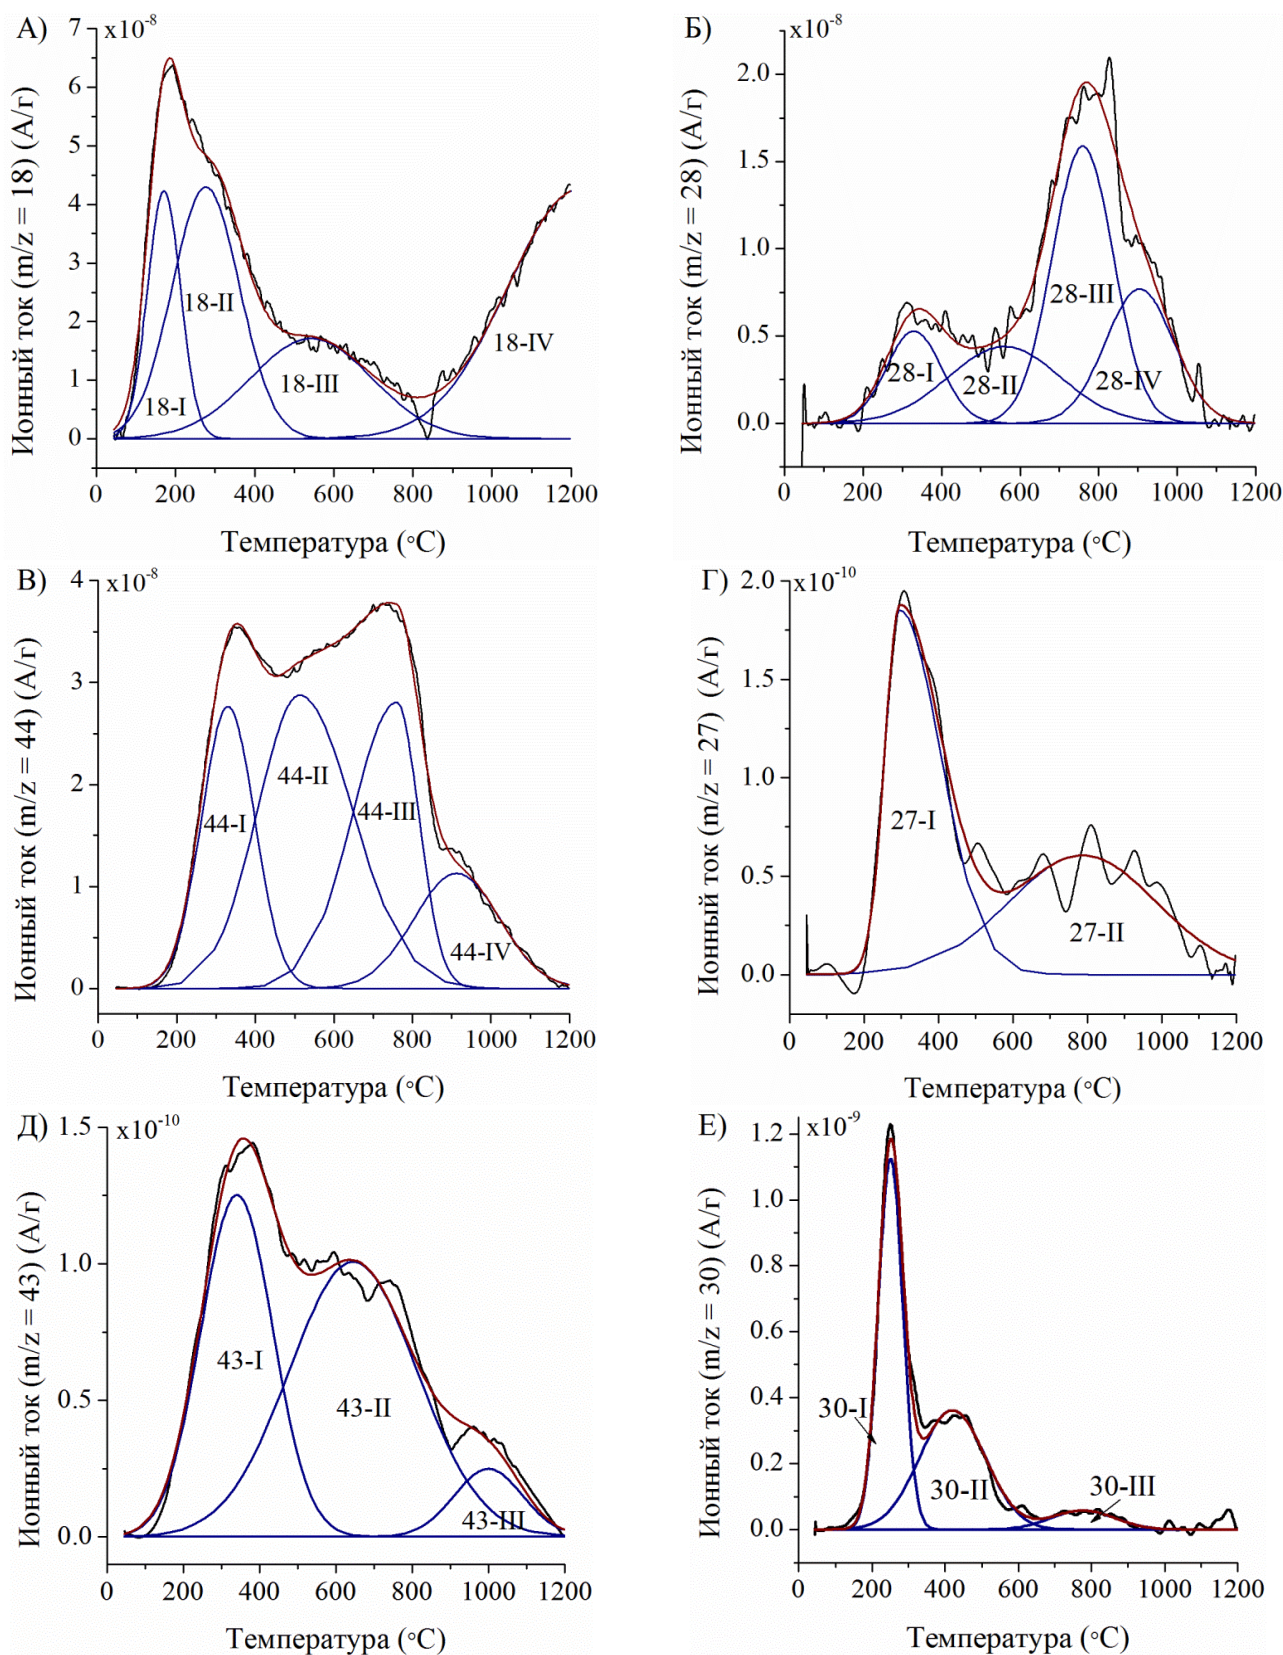 А)
x10-8
Ионный ток (m/z = 18) (А/г)
7
6
5
4
3
2
1
0
18-I
18-II
18-III
18-IV
0 200 400 600 800 1000 1200
Температура (°C)
Б)
x10-8
Ионный ток (m/z = 28) (А/г)
2.0
1.5
1.0
0.5
0.0
28-I
28-II
28-III
28-IV
0 200 400 600 800 1000 1200
Температура (°C)
В)
x10-8
Ионный ток (m/z = 44) (А/г)
4
3
2
1
0
44-I
44-II
44-III
44-IV
0 200 400 600 800 1000 1200
Температура (°C)
Г)
x10-10
Ионный ток (m/z = 27) (А/г)
2.0
1.5
1.0
0.5
0.0
27-I
27-II
0 200 400 600 800 1000 1200
Температура (°C)
Д)
x10-10
Ионный ток (m/z = 43) (А/г)
1.5
1.0
0.5
0.0
43-I
43-II
43-III
0 200 400 600 800 1000 1200
Температура (°C)
Е)
x10-9
Ионный ток (m/z = 30) (А/г)
1.2
1.0
0.8
0.6
0.4
0.2
0.0
30-I
30-II
30-III
0 200 400 600 800 1000 1200
Температура (°C)